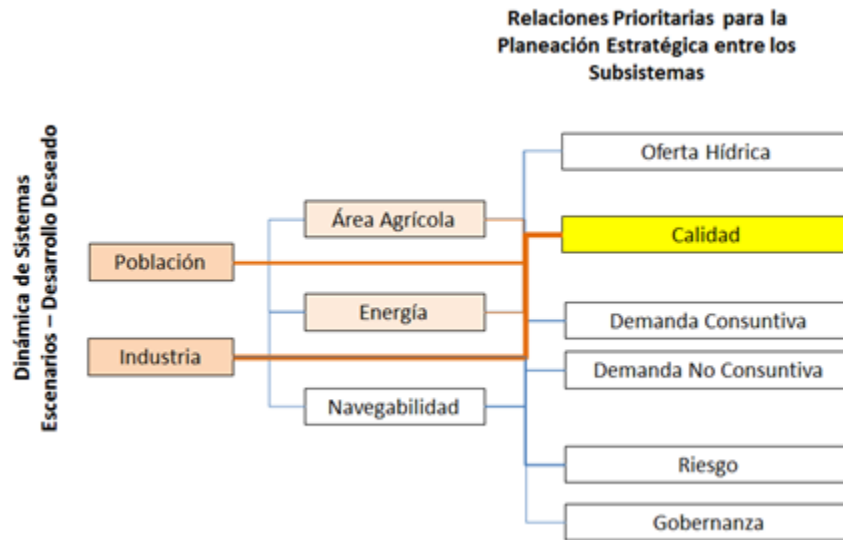 Relaciones Prioritarias para la
Planeación Estratégica entre los
Subsistemas
Dinámica de Sistemas
Escenarios – Desarrollo Deseado
Población
Industria
Área Agrícola
Energía
Navegabilidad
Oferta Hídrica
Calidad
Demanda Consuntiva
Demanda No Consuntiva
Riesgo
Gobernanza